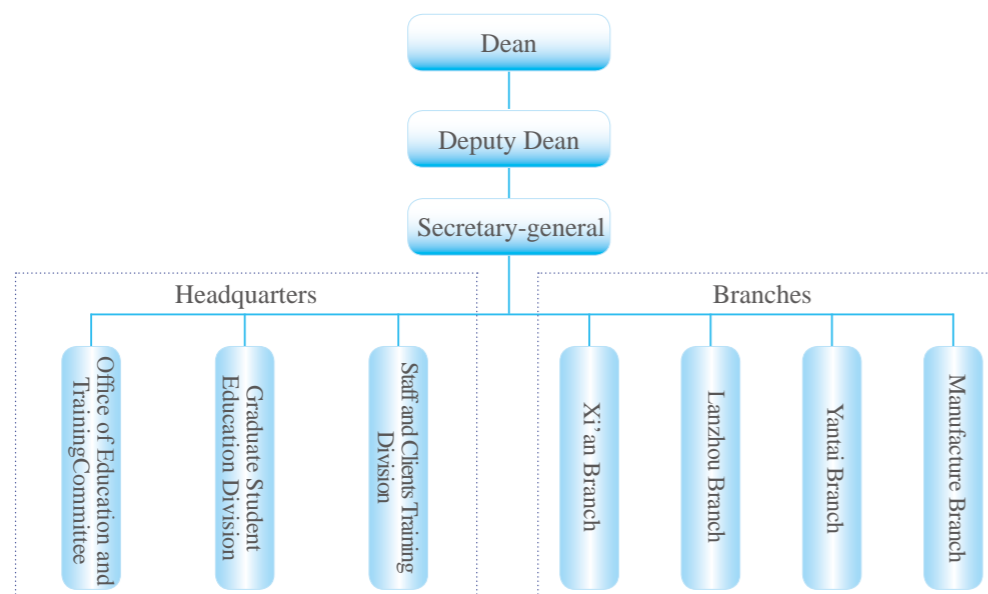 Dean
Deputy Dean
Secretary-general
Headquarters
Branches
Office of Education and
TrainingCommittee
Graduate Student
Education Division
Staff and Clients Training
Division
Xi’an Branch
Lanzhou Branch
Yantai Branch
Manufacture Branch